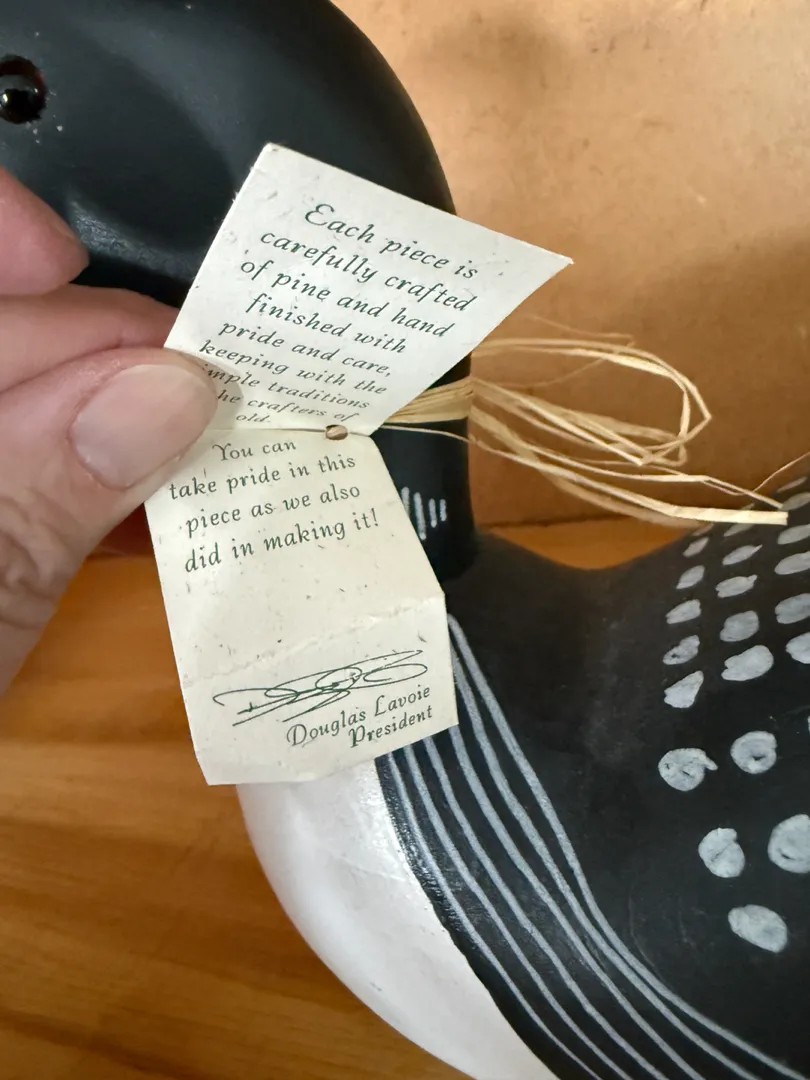 Each piece is
carefully crafted
of pine and hand
finished with
pride and care,
keeping with the
imple traditions
he crafters of
old.
You can
take pride in this
piece as we also
did in making it!
Douglas Lavoie
President